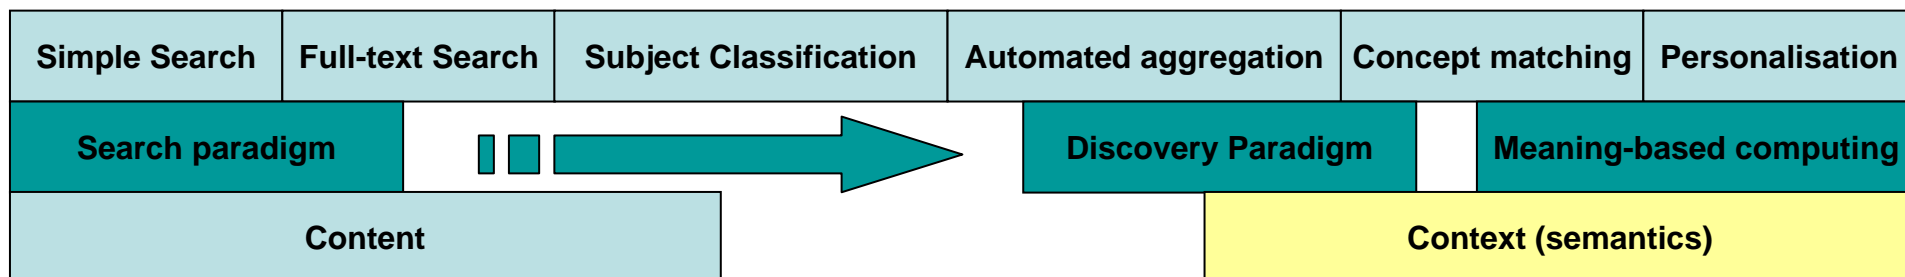 Simple Search Full-text Search Subject Classification Automated aggregation Concept matching Personalisation
Search paradigm Discovery Paradigm Meaning-based computing
Content Context (semantics)